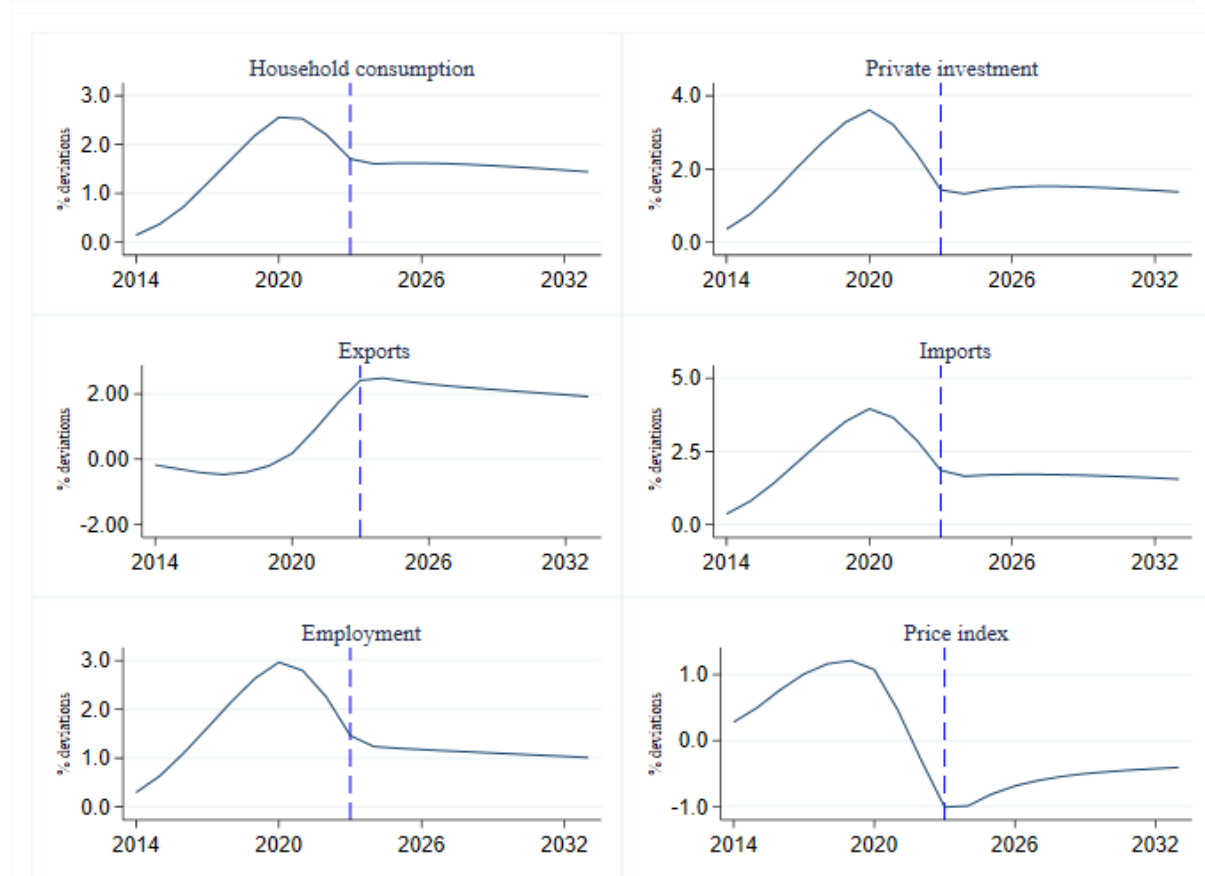 Household consumption
% deviations
3.0
2.0
1.0
0.0
2014 2020 2026 2032
Private investment
% deviations
4.0
2.0
0.0
2014 2020 2026 2032
Exports
% deviations
2.00
0.00
-2.00
2014 2020 2026 2032
Imports
% deviations
5.0
2.5
0.0
2014 2020 2026 2032
Employment
% deviations
3.0
2.0
1.0
0.0
2014 2020 2026 2032
Price index
% deviations
1.0
0.0
-1.0
2014 2020 2026 2032